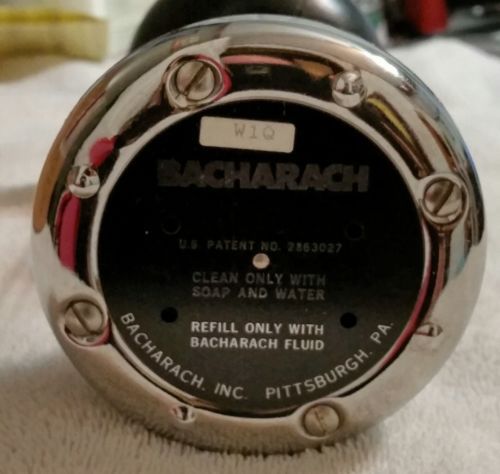 W1Q
BACHARACH
U.S. PATENT NO. 2863027
CLEAN ONLY WITH
SOAP AND WATER
REFILL ONLY WITH
BACHARACH FLUID
BACHARACH, INC. PITTSBURGH, PA.